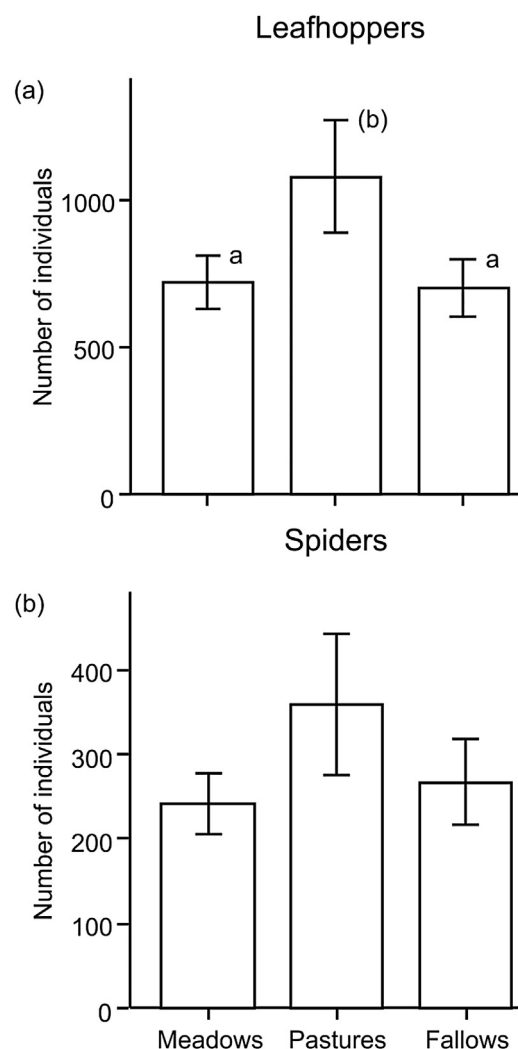 Leafhoppers
(a)
Number of individuals
1000
500
0
a
(b)
a
Spiders
(b)
Number of individuals
400
300
200
100
0
Meadows Pastures Fallows